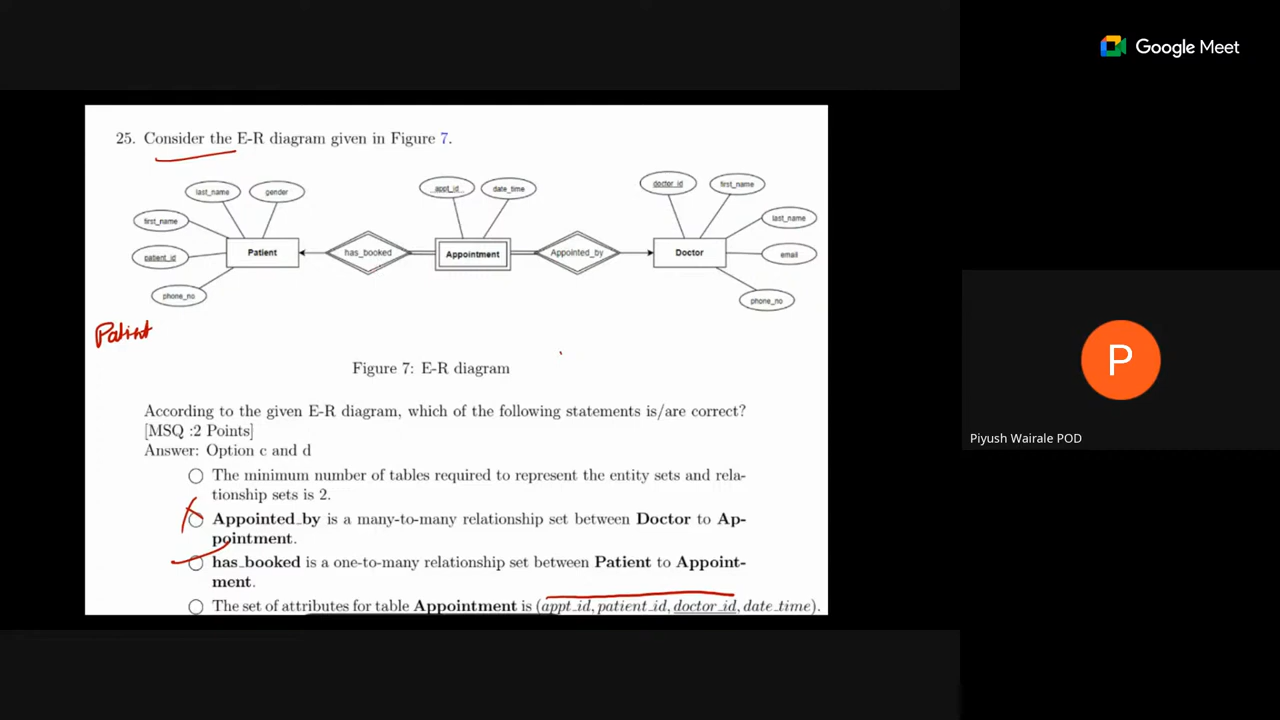 Google Meet
25. Consider the E-R diagram given in Figure 7.
last_name
gender
appt_id
date_time
doctor_id
first_name
first_name
last_name
Patient
has_booked
Appointment
Appointed_by
Doctor
patient_id
email
phone_no
phone_no
Patient
Figure 7: E-R diagram
According to the given E-R diagram, which of the following statements is/are correct?
[MSQ :2 Points]
Answer: Option c and d
The minimum number of tables required to represent the entity sets and rela-
tionship sets is 2.
Appointed_by is a many-to-many relationship set between Doctor to Ap-
pointment.
has_booked is a one-to-many relationship set between Patient to Appoint-
ment.
The set of attributes for table Appointment is (appt_id, patient_id, doctor_id, date_time).
P
Piyush Wairale POD